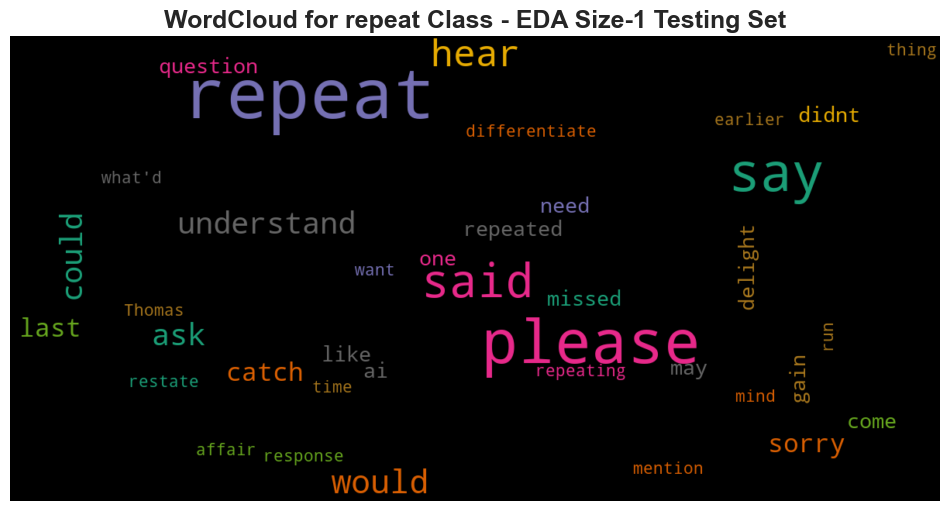 WordCloud for repeat Class - EDA Size-1 Testing Set
hear
thing
question
repeat
earlier
didnt
differentiate
say
what'd
need
understand
repeated
could
delight
one
want
said
missed
Thomas
last
ask
please
run
like
ai
may
repeating
catch
gain
restate
time
mind
come
sorry
affair
response
mention
would